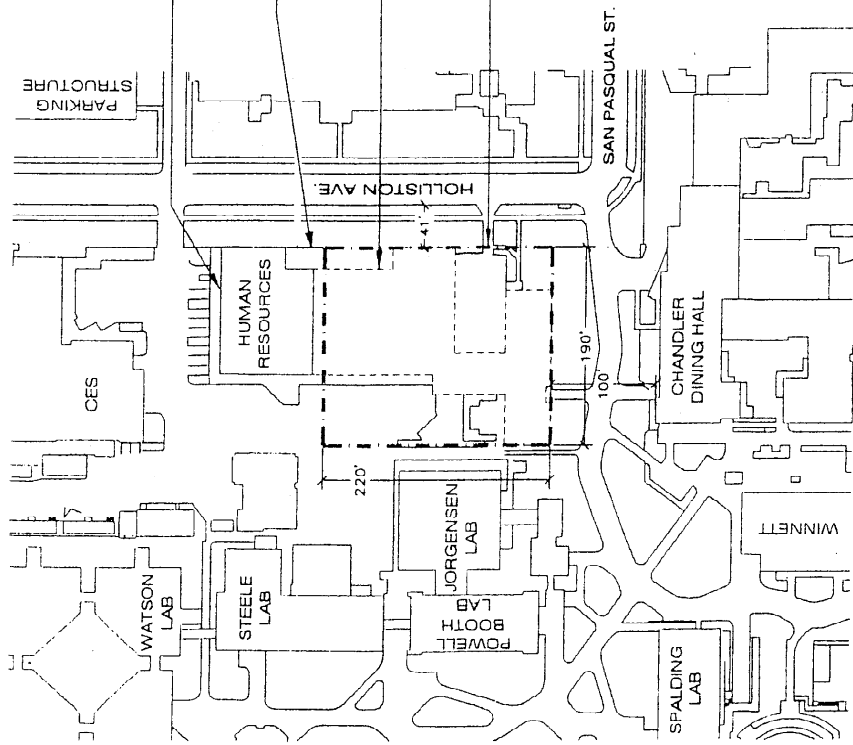 PARKING
STRUCTURE
SAN PASQUAL ST.
HOLLISTON AVE.
41'
HUMAN
RESOURCES
CES
190'
100'
CHANDLER
DINING HALL
220'
JORGENSEN
LAB
WINNETT
WATSON
LAB
STEELE
LAB
POWELL
BOOTH
LAB
SPALDING
LAB